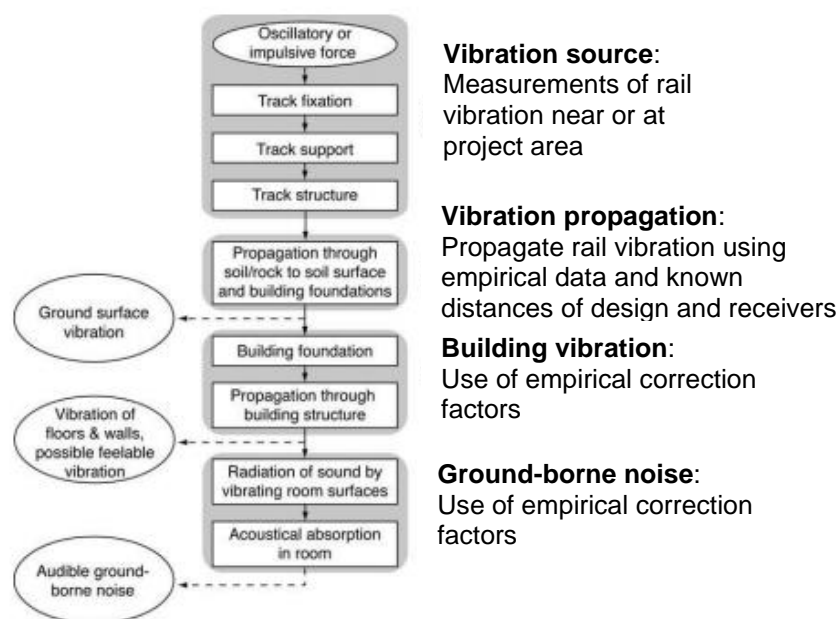 Oscillatory or
impulsive force
Track fixation
Track support
Track structure
Propagation through
soil/rock to soil surface
and building foundations
Ground surface
vibration
Building foundation
Propagation through
building structure
Vibration of
floors & walls,
possible feelable
vibration
Radiation of sound by
vibrating room surfaces
Acoustical absorption
in room
Audible ground-
borne noise
Vibration source:
Measurements of rail
vibration near or at
project area
Vibration propagation:
Propagate rail vibration using
empirical data and known
distances of design and receivers
Building vibration:
Use of empirical correction
factors
Ground-borne noise:
Use of empirical correction
factors